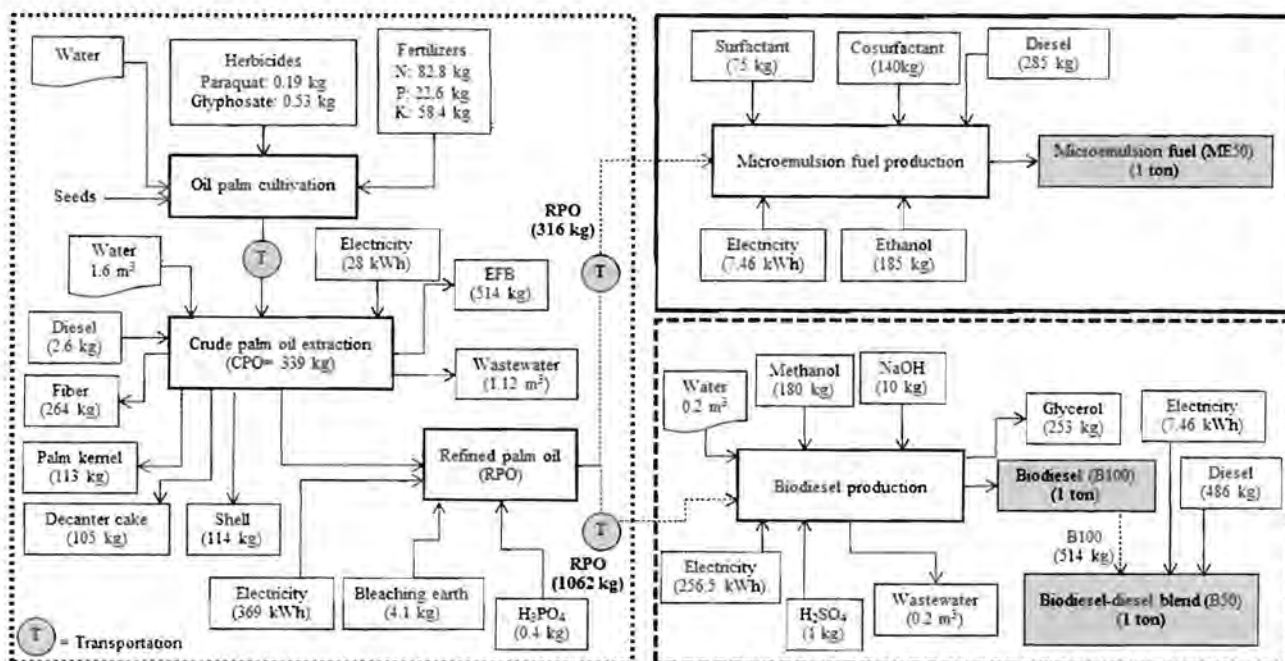 Water
Herbicides
Paraquat: 0.19 kg
Glyphosate: 0.53 kg
Fertilizers
N: 82.8 kg
P: 22.6 kg
K: 58.4 kg
Oil palm cultivation
Seeds
T
Water
1.6 m³
Electricity
(28 kWh)
EFB
(514 kg)
Diesel
(2.6 kg)
Crude palm oil extraction
(CPO= 339 kg)
Wastewater
(1.12 m³)
Fiber
(264 kg)
Palm kernel
(113 kg)
Refined palm oil
(RPO)
Decanter cake
(105 kg)
Shell
(114 kg)
Electricity
(369 kWh)
Bleaching earth
(4.1 kg)
H₃PO₄
(0.4 kg)
T = Transportation
RPO
(316 kg)
T
T
RPO
(1062 kg)
Surfactant
(75 kg)
Cosurfactant
(140kg)
Diesel
(285 kg)
Microemulsion fuel production
Microemulsion fuel (ME50)
(1 ton)
Electricity
(7.46 kWh)
Ethanol
(185 kg)
Water
0.2 m³
Methanol
(180 kg)
NaOH
(10 kg)
Glycerol
(253 kg)
Electricity
(7.46 kWh)
Biodiesel production
Biodiesel (B100)
(1 ton)
Diesel
(486 kg)
B100
(514 kg)
Electricity
(256.5 kWh)
H₂SO₄
(1 kg)
Wastewater
(0.2 m³)
Biodiesel-diesel blend (B50)
(1 ton)